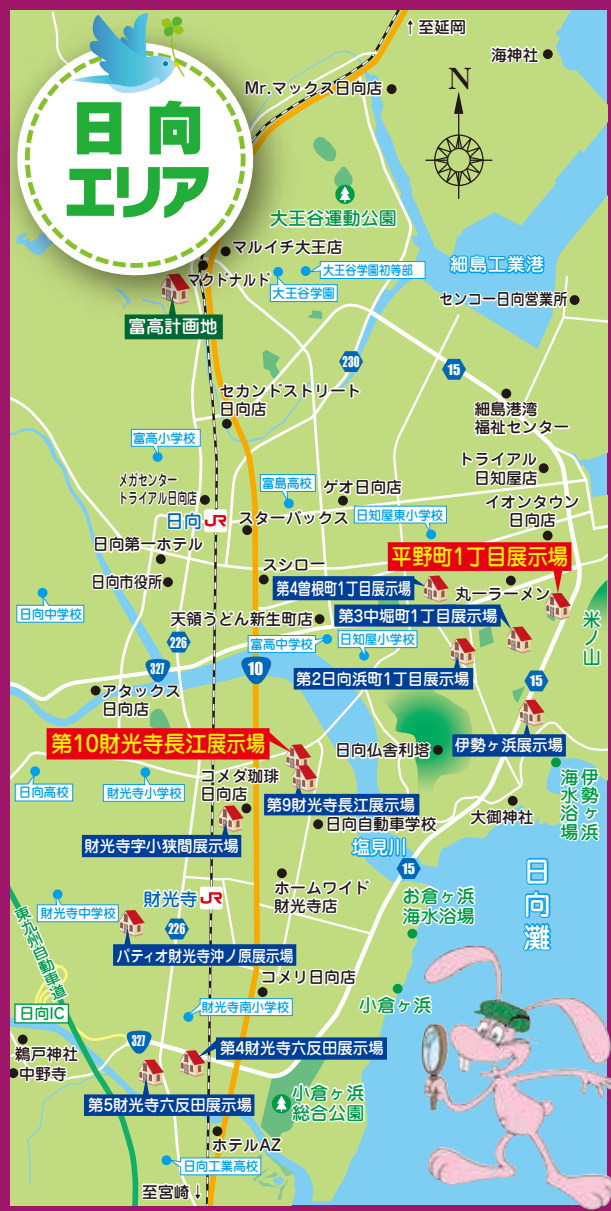 日向
エリア
↑至延岡
海神社
Mr.マックス日向店
N
大王谷運動公園
マルイチ大王店
マクドナルド
大王谷学園初等部
大王谷学園
細島工業港
センコー日向営業所
富高計画地
230
15
セカンドストリート
日向店
細島港湾
福祉センター
富高小学校
トライアル
日知屋店
メガセンター
トライアル日向店
富島高校
ゲオ日向店
イオンタウン
日向店
日向 JR
スターバックス
日知屋東小学校
日向第一ホテル
平野町1丁目展示場
スシロー
日向市役所
第4曽根町1丁目展示場
丸一ラーメン
日向中学校
天領うどん新生町店
第3中堀町1丁目展示場
米ノ山
226
富高中学校
日知屋小学校
327
10
第2日向浜町1丁目展示場
15
アタックス
日向店
第10財光寺長江展示場
日向仏舎利塔
伊勢ヶ浜展示場
日向高校
財光寺小学校
コメダ珈琲
日向店
第9財光寺長江展示場
伊勢ヶ浜
海水浴場
大御神社
財光寺字小狭間展示場
日向自動車学校
塩見川
15
日向灘
財光寺 JR
ホームワイド
財光寺店
お倉ヶ浜
海水浴場
財光寺中学校
226
東九州自動車道
パティオ財光寺沖ノ原展示場
コメリ日向店
小倉ヶ浜
日向IC
財光寺南小学校
327
鵜戸神社
中野寺
第4財光寺六反田展示場
第5財光寺六反田展示場
小倉ヶ浜
総合公園
ホテルAZ
日向工業高校
至宮崎↓